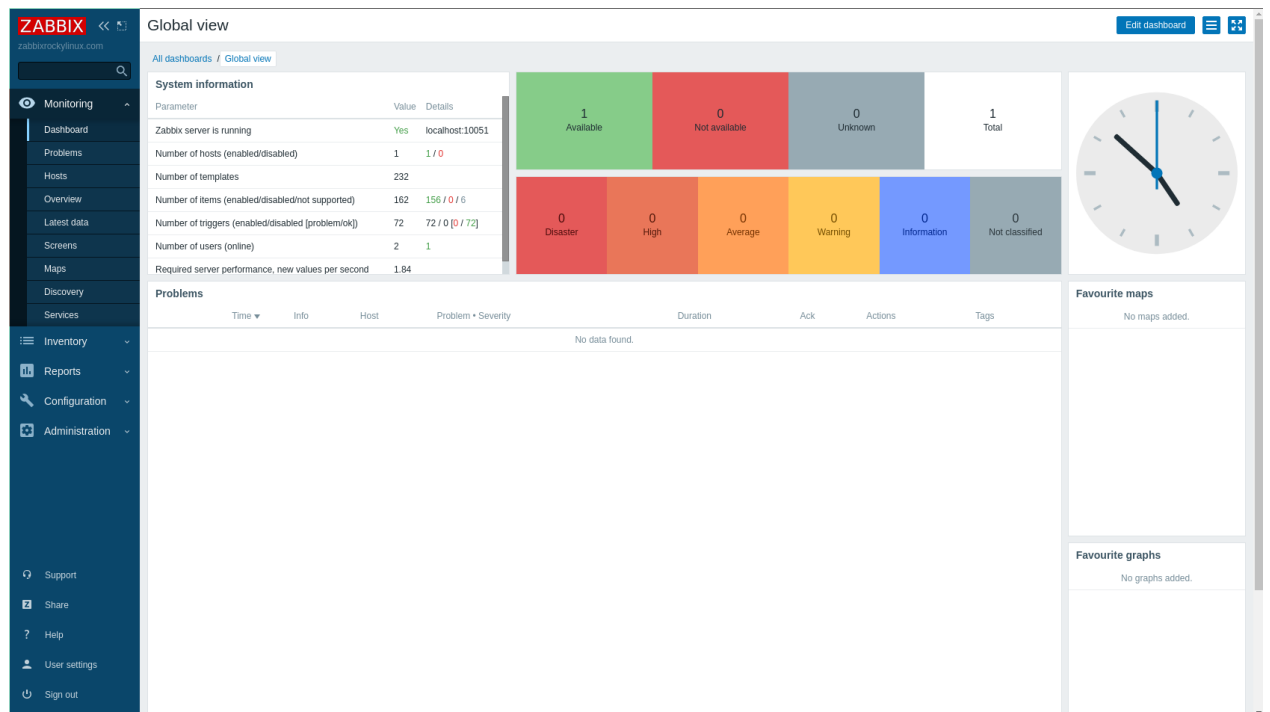 ZABBIX
zabbixrockylinux.com
Monitoring
Dashboard
Problems
Hosts
Overview
Latest data
Screens
Maps
Discovery
Services
Inventory
Reports
Configuration
Administration
Support
Z Share
? Help
User settings
Sign out
Global view
Edit dashboard
All dashboards / Global view
System information
Parameter Value Details
Zabbix server is running Yes localhost:10051
Number of hosts (enabled/disabled) 1 1 / 0
Number of templates 232
Number of items (enabled/disabled/not supported) 162 156 / 0 / 6
Number of triggers (enabled/disabled [problem/ok]) 72 72 / 0 [0 / 72]
Number of users (online) 2 1
Required server performance, new values per second 1.84
1 0 0 1
Available Not available Unknown Total
0 0 0 0 0 0
Disaster High Average Warning Information Not classified
Problems
Time Info Host Problem • Severity Duration Ack Actions Tags
No data found.
Favourite maps
No maps added.
Favourite graphs
No graphs added.